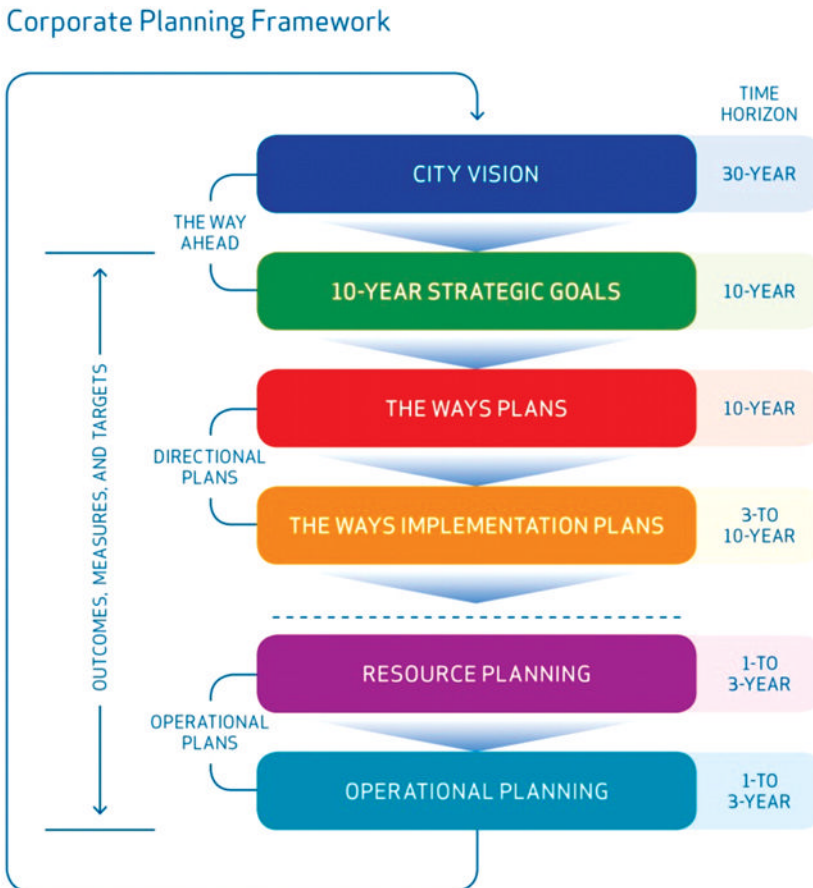 Corporate Planning Framework
TIME
HORIZON
CITY VISION
30-YEAR
THE WAY
AHEAD
10-YEAR STRATEGIC GOALS
10-YEAR
THE WAYS PLANS
10-YEAR
DIRECTIONAL
PLANS
THE WAYS IMPLEMENTATION PLANS
3-TO
10-YEAR
OUTCOMES, MEASURES, AND TARGETS
RESOURCE PLANNING
1-TO
3-YEAR
OPERATIONAL
PLANS
OPERATIONAL PLANNING
1-TO
3-YEAR